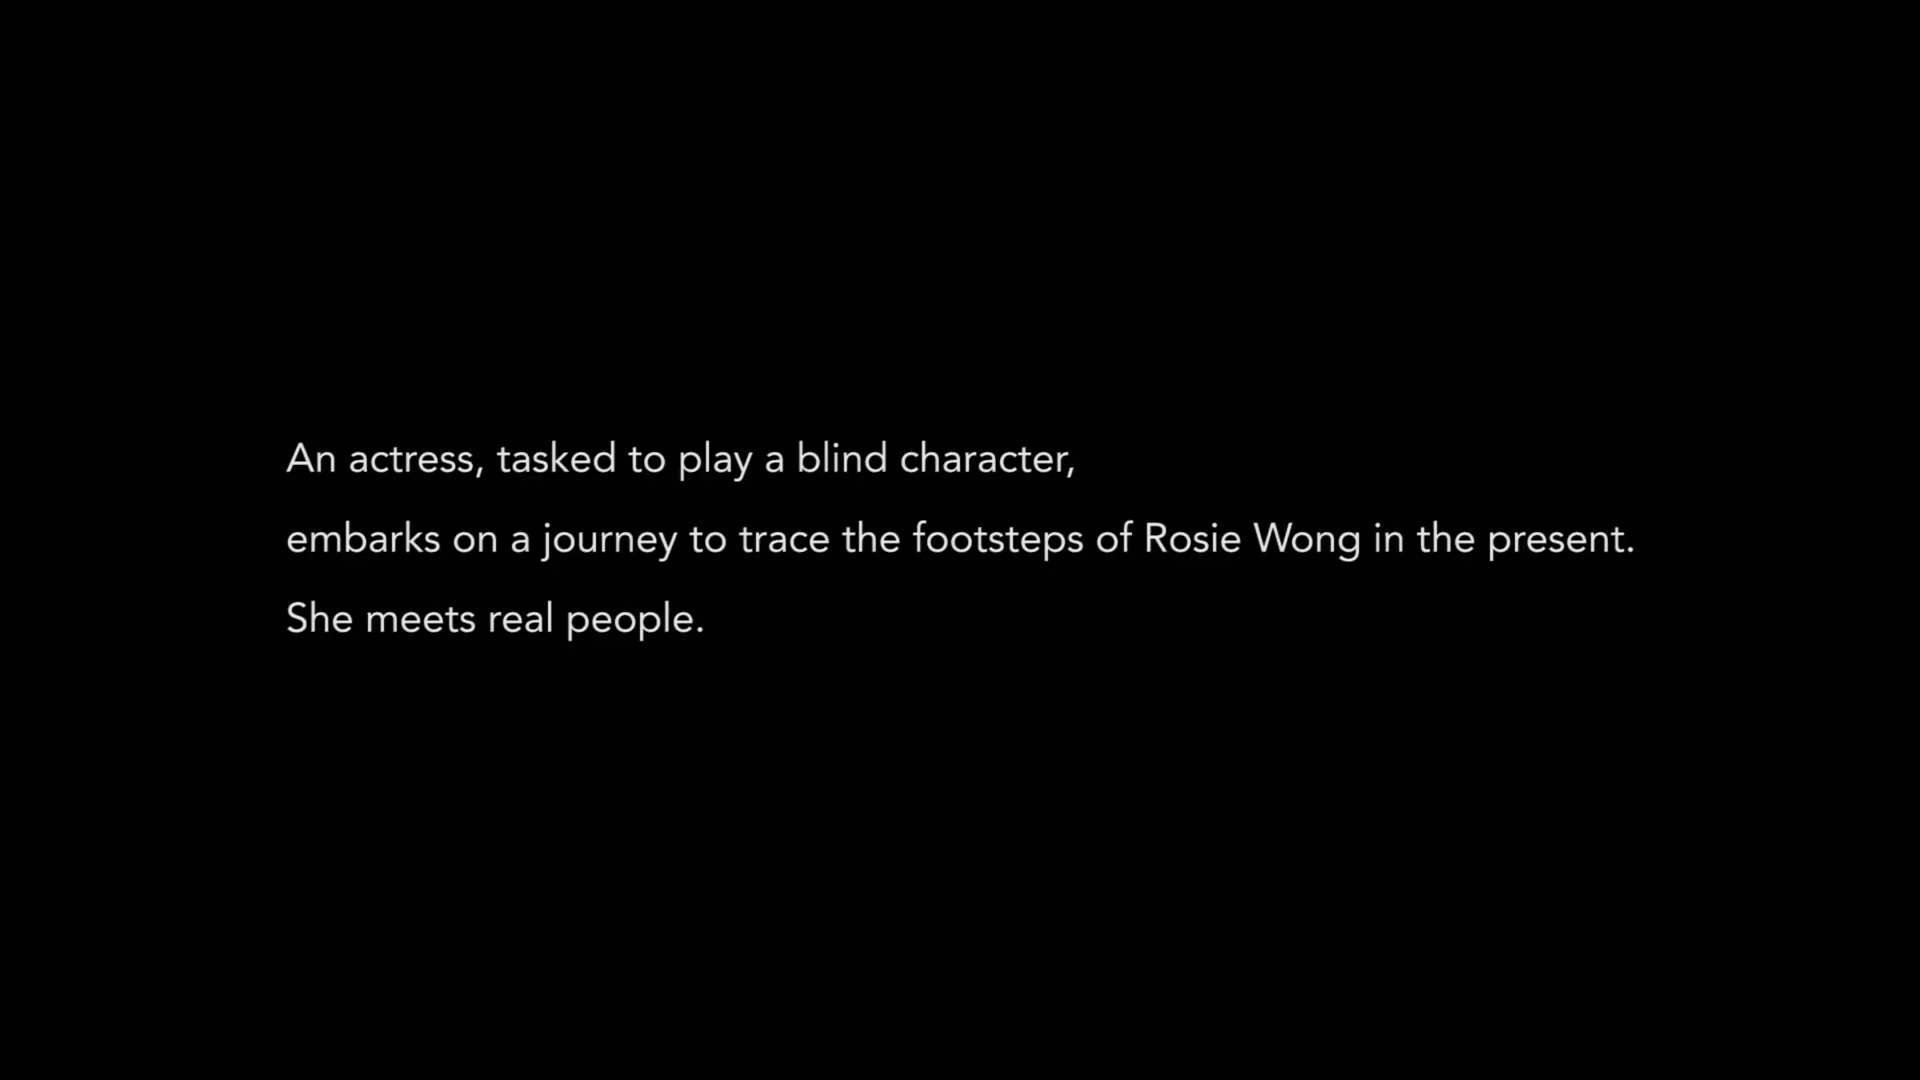 An actress, tasked to play a blind character,
embarks on a journey to trace the footsteps of Rosie Wong in the present.
She meets real people.